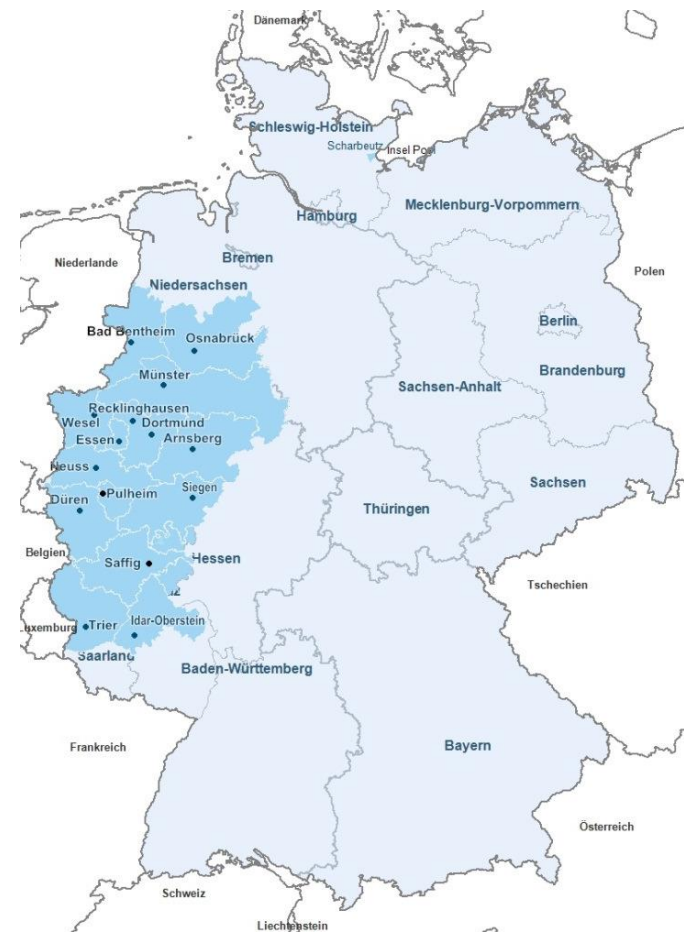 Dänemark
Schleswig-Holstein
Scharbeutz
Insel Poel
Mecklenburg-Vorpommern
Hamburg
Bremen
Niederlande
Polen
Niedersachsen
Berlin
Bad Bentheim
Osnabrück
Brandenburg
Münster
Sachsen-Anhalt
Recklinghausen
Wesel
Dortmund
Essen
Arnsberg
Neuss
Sachsen
Siegen
Pulheim
Düren
Thüringen
Belgien
Hessen
Saffig
Tschechien
Idar-Oberstein
Trier
Luxemburg
Saarland
Baden-Württemberg
Frankreich
Bayern
Österreich
Schweiz
Liechtenstein